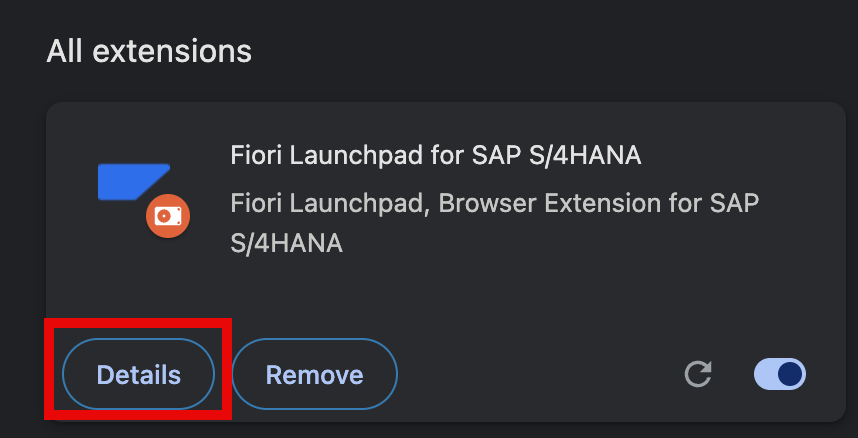 All extensions
Fiori Launchpad for SAP S/4HANA
Fiori Launchpad, Browser Extension for SAP
S/4HANA
Details
Remove